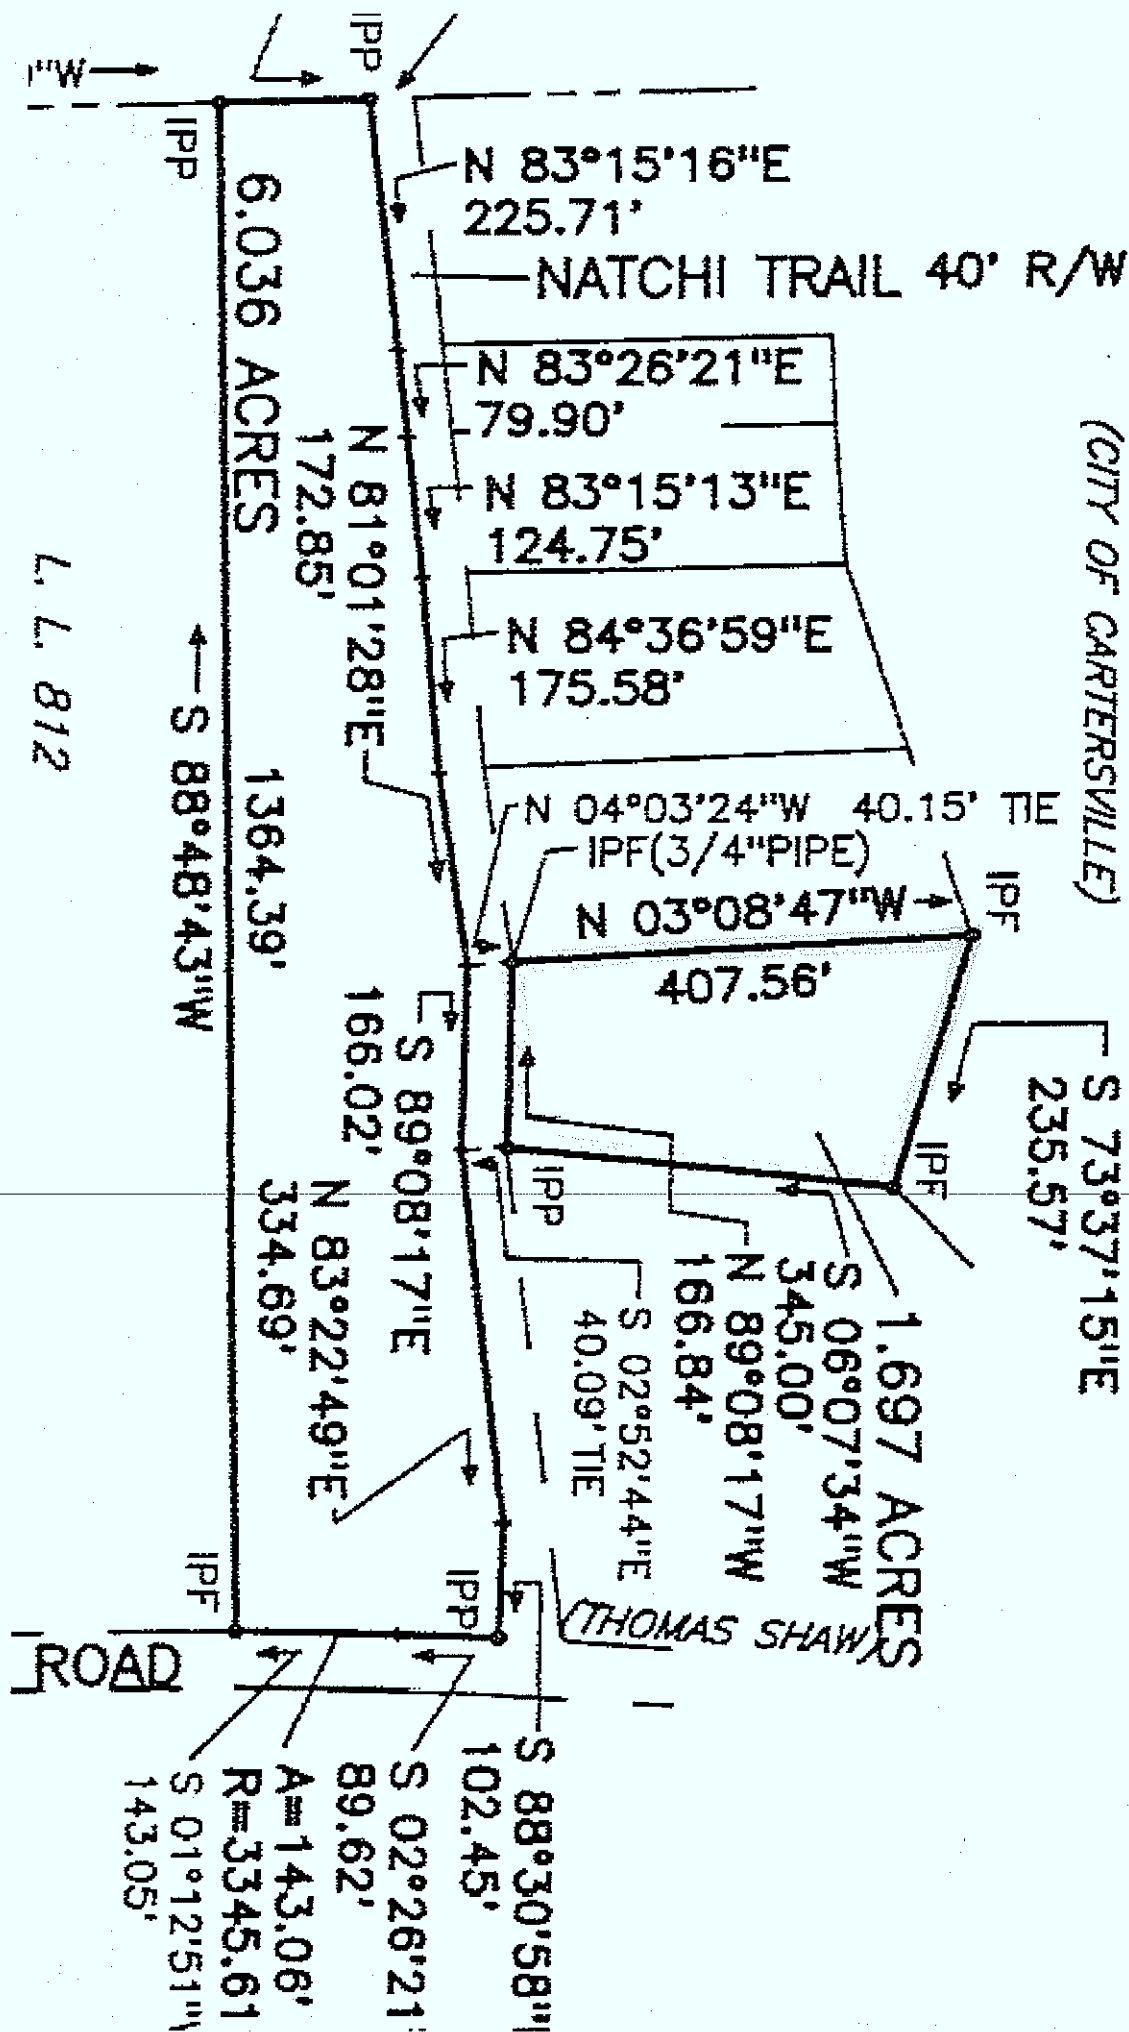 "W
IPP
IPP
N 83°15'16"E
225.71'
NATCHI TRAIL 40' R/W
N 83°26'21"E
79.90'
N 83°15'13"E
124.75'
N 84°36'59"E
175.58'
N 04°03'24"W 40.15' TIE
IPF(3/4"PIPE)
N 03°08'47"W
407.56'
IPF
(CITY OF CARTERSVILLE)
6.036 ACRES
N 81°01'28"E
172.85'
L. L. 812
1364.39'
S 88°48'43"W
S 89°08'17"E
166.02'
N 83°22'49"E
334.69'
S 73°37'15"E
235.57'
IPF
IPP
1.697 ACRES
S 06°07'34"W
345.00'
N 89°08'17"W
166.84'
S 02°52'44"E
40.09' TIE
(THOMAS SHAW)
IPF
IPP
ROAD
S 88°30'58"
102.45'
S 02°26'21"
89.62'
A=143.06'
R=3345.61
S 01°12'51"
143.05'